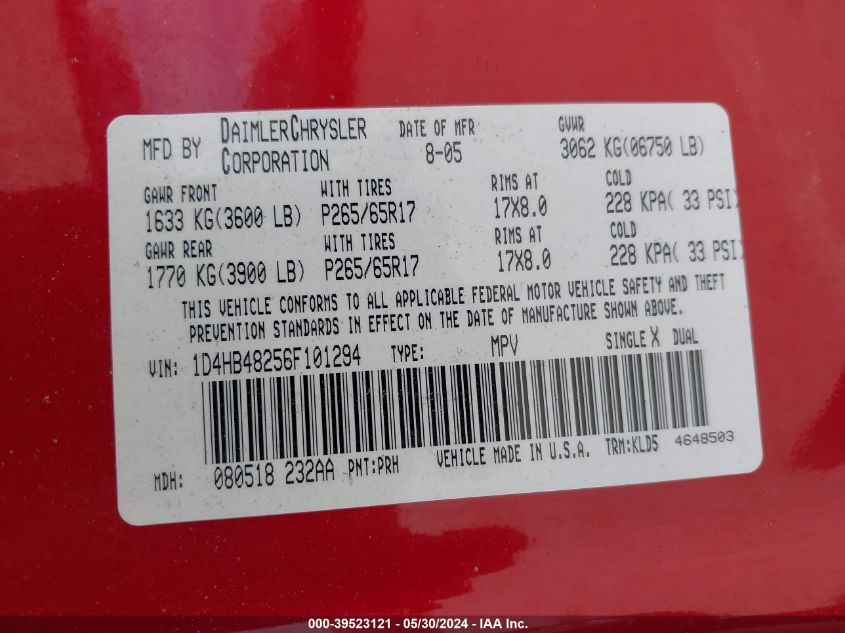 MFD BY DAIMLERCHRYSLER CORPORATION DATE OF MFR 8-05 GVWR 3062 KG(06750 LB)
GAWR FRONT WITH TIRES RIMS AT COLD
1633 KG(3600 LB) P265/65R17 17X8.0 228 KPA( 33 PSI)
GAWR REAR WITH TIRES RIMS AT COLD
1770 KG(3900 LB) P265/65R17 17X8.0 228 KPA( 33 PSI)
THIS VEHICLE CONFORMS TO ALL APPLICABLE FEDERAL MOTOR VEHICLE SAFETY AND THEFT
PREVENTION STANDARDS IN EFFECT ON THE DATE OF MANUFACTURE SHOWN ABOVE.
VIN: 1D4HB48256F101294 TYPE: MPV SINGLE X DUAL
MDH: 080518 232AA PNT:PRH VEHICLE MADE IN U.S.A. TRM:KLD5 4648503
000-39523121 - 05/30/2024 - IAA Inc.